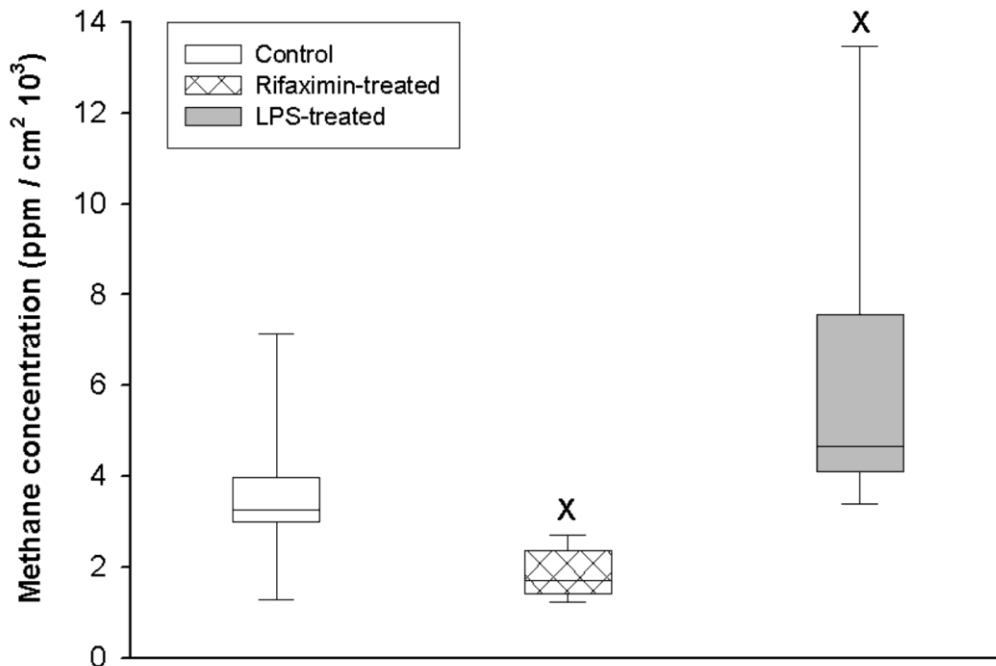 Methane concentration (ppm / cm² 10³)
14
12
10
8
6
4
2
0
Control
Rifaximin-treated
LPS-treated
X
X